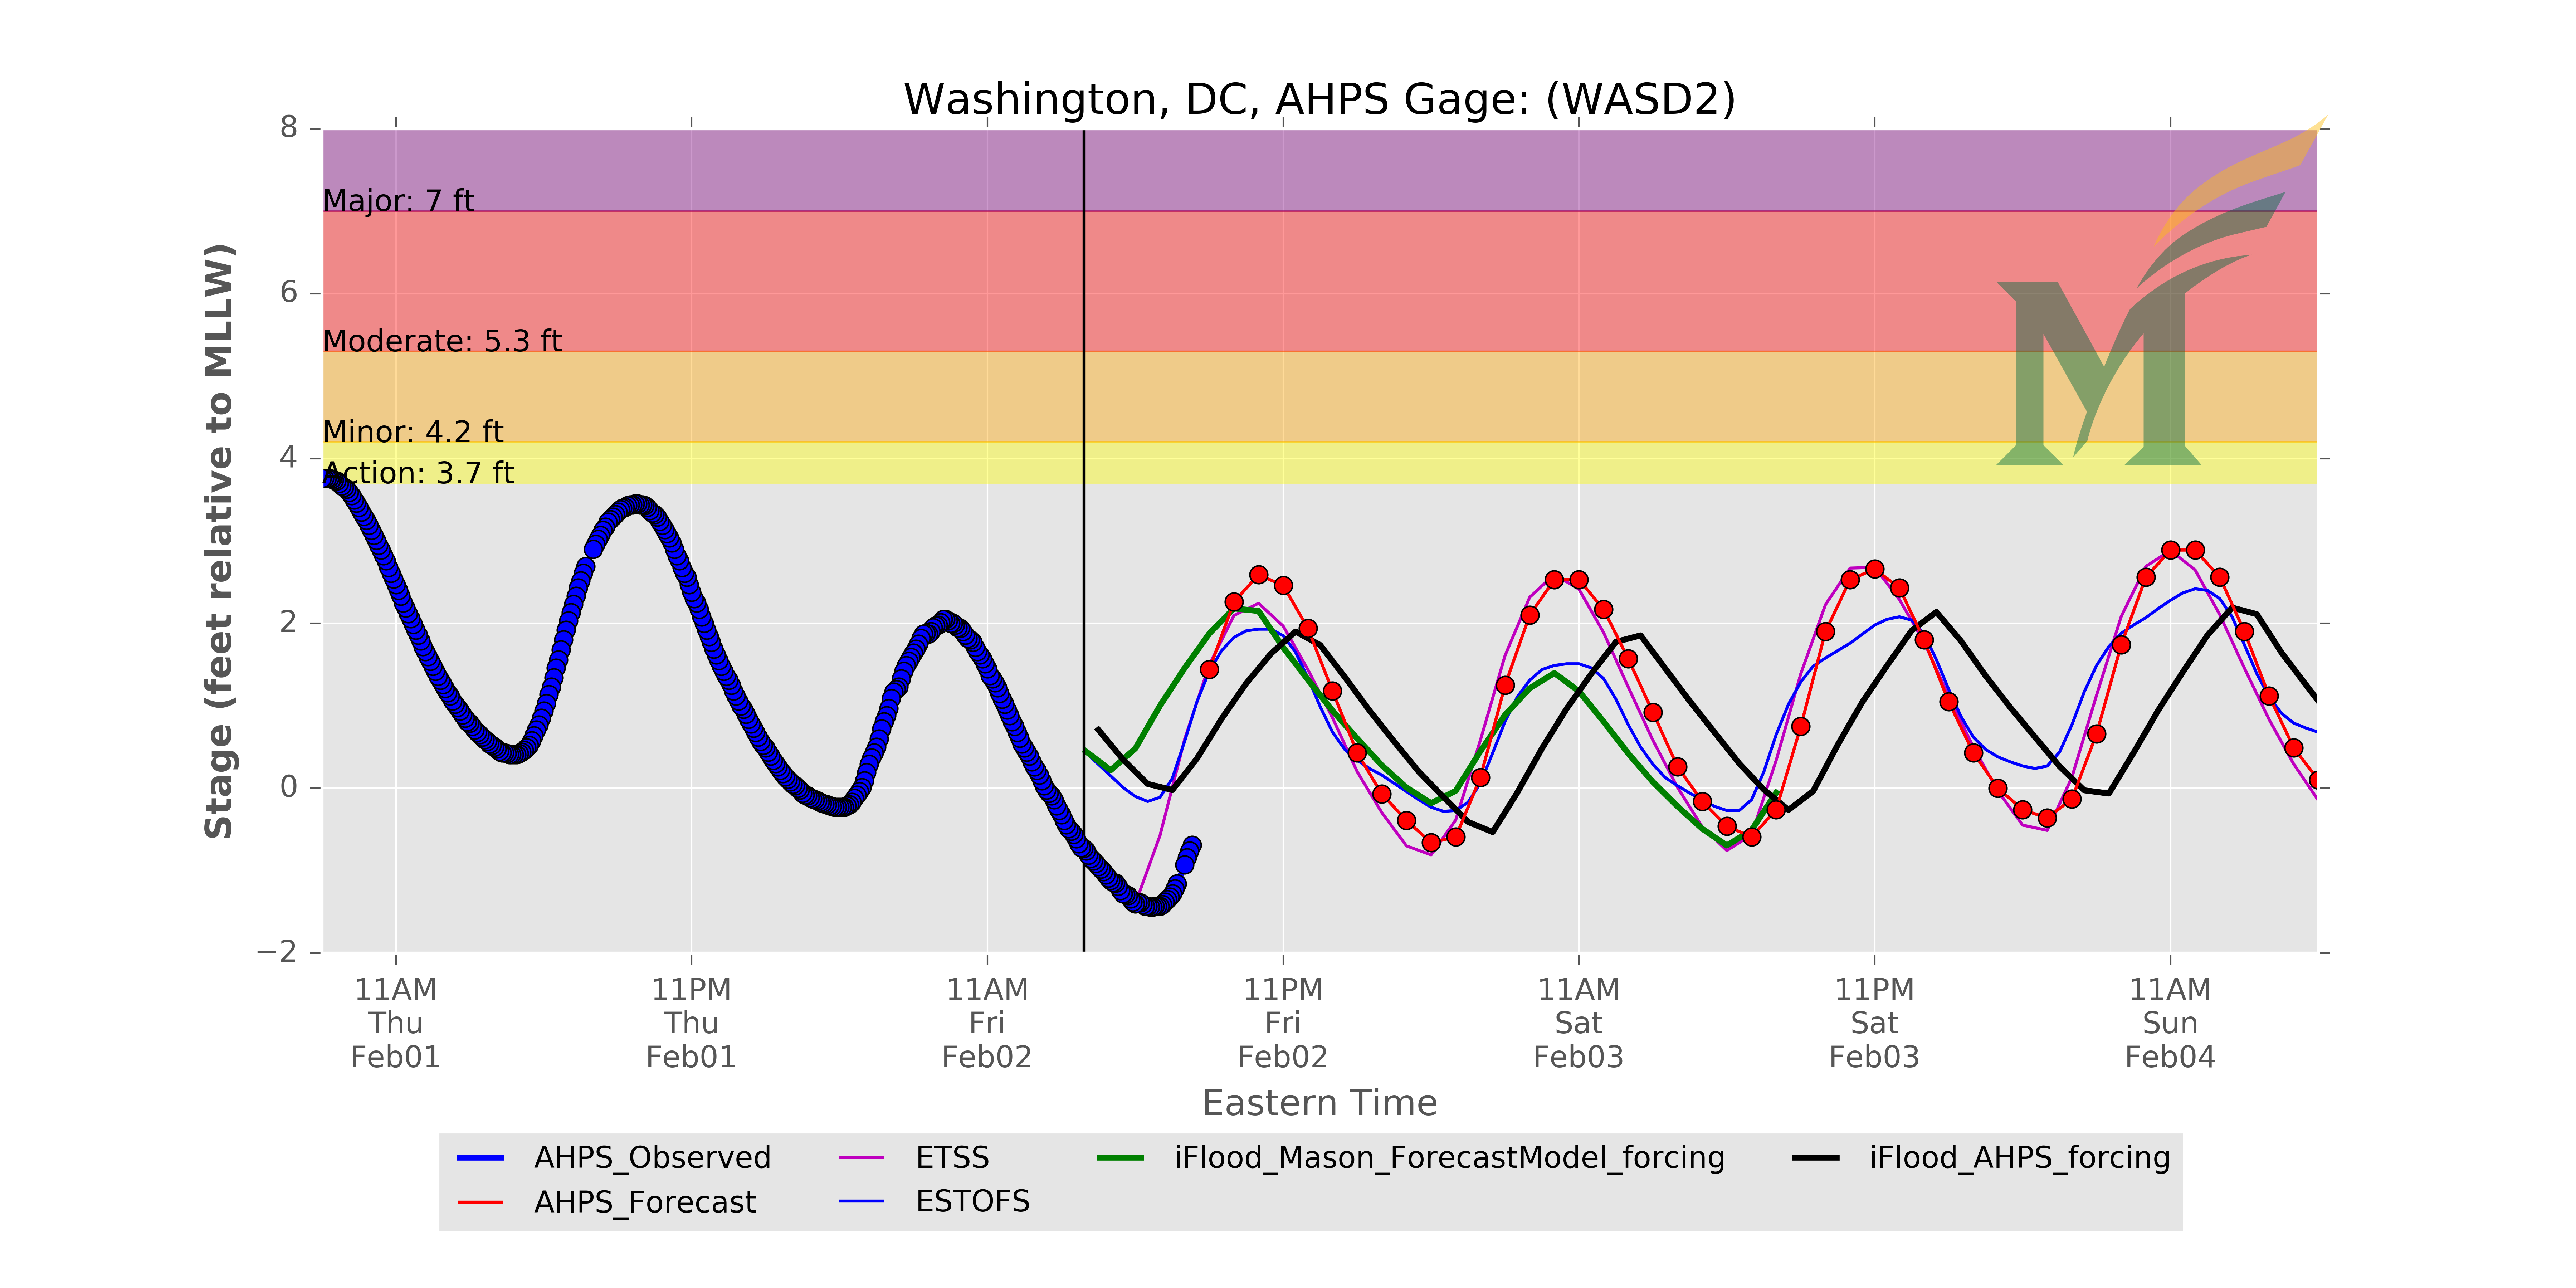 Washington, DC, AHPS Gage: (WASD2)
8
Major: 7 ft
6
Moderate: 5.3 ft
Minor: 4.2 ft
4
Action: 3.7 ft
2
0
−2
Stage (feet relative to MLLW)
11AM
Thu
Feb01
11PM
Thu
Feb01
11AM
Fri
Feb02
11PM
Fri
Feb02
11AM
Sat
Feb03
11PM
Sat
Feb03
11AM
Sun
Feb04
Eastern Time
AHPS_Observed
AHPS_Forecast
ETSS
ESTOFS
iFlood_Mason_ForecastModel_forcing
iFlood_AHPS_forcing